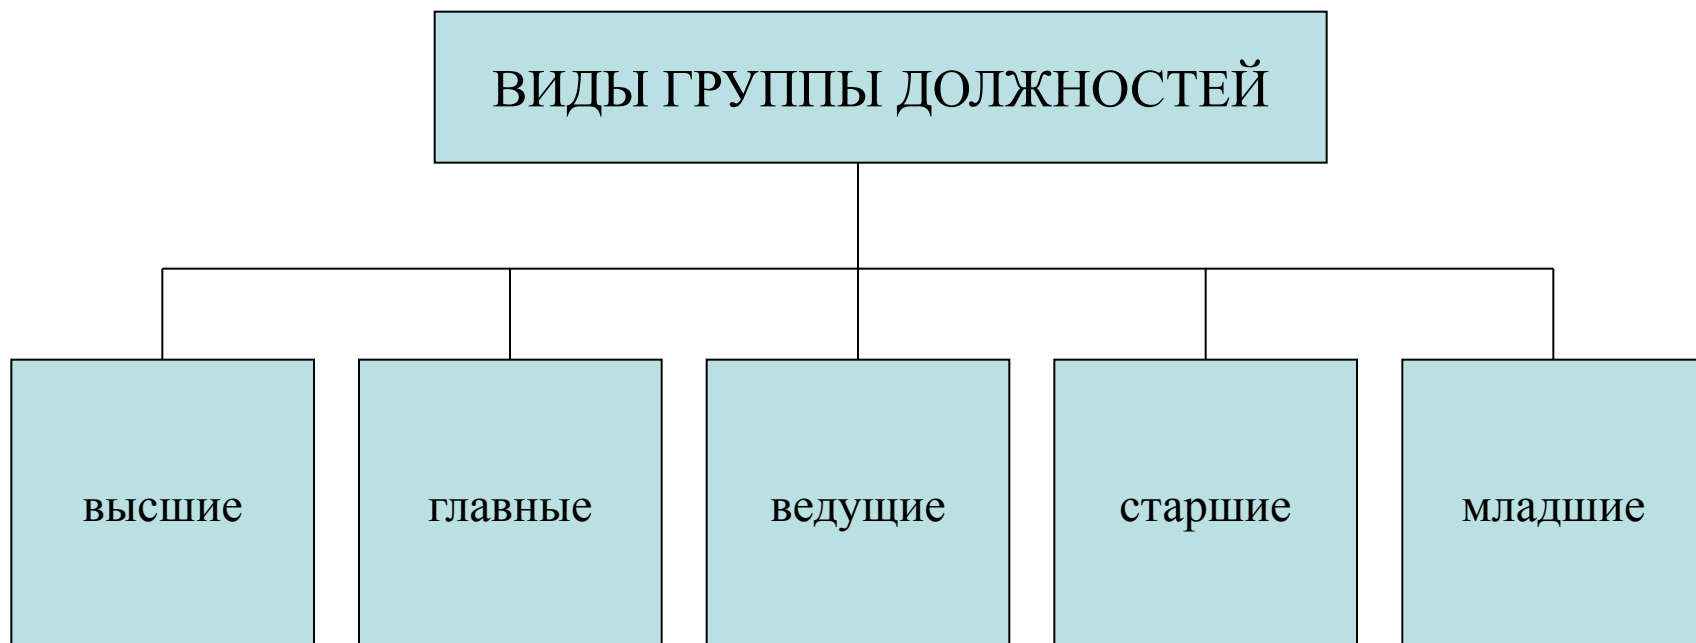 ВИДЫ ГРУППЫ ДОЛЖНОСТЕЙ
высшие
главные
ведущие
старшие
младшие